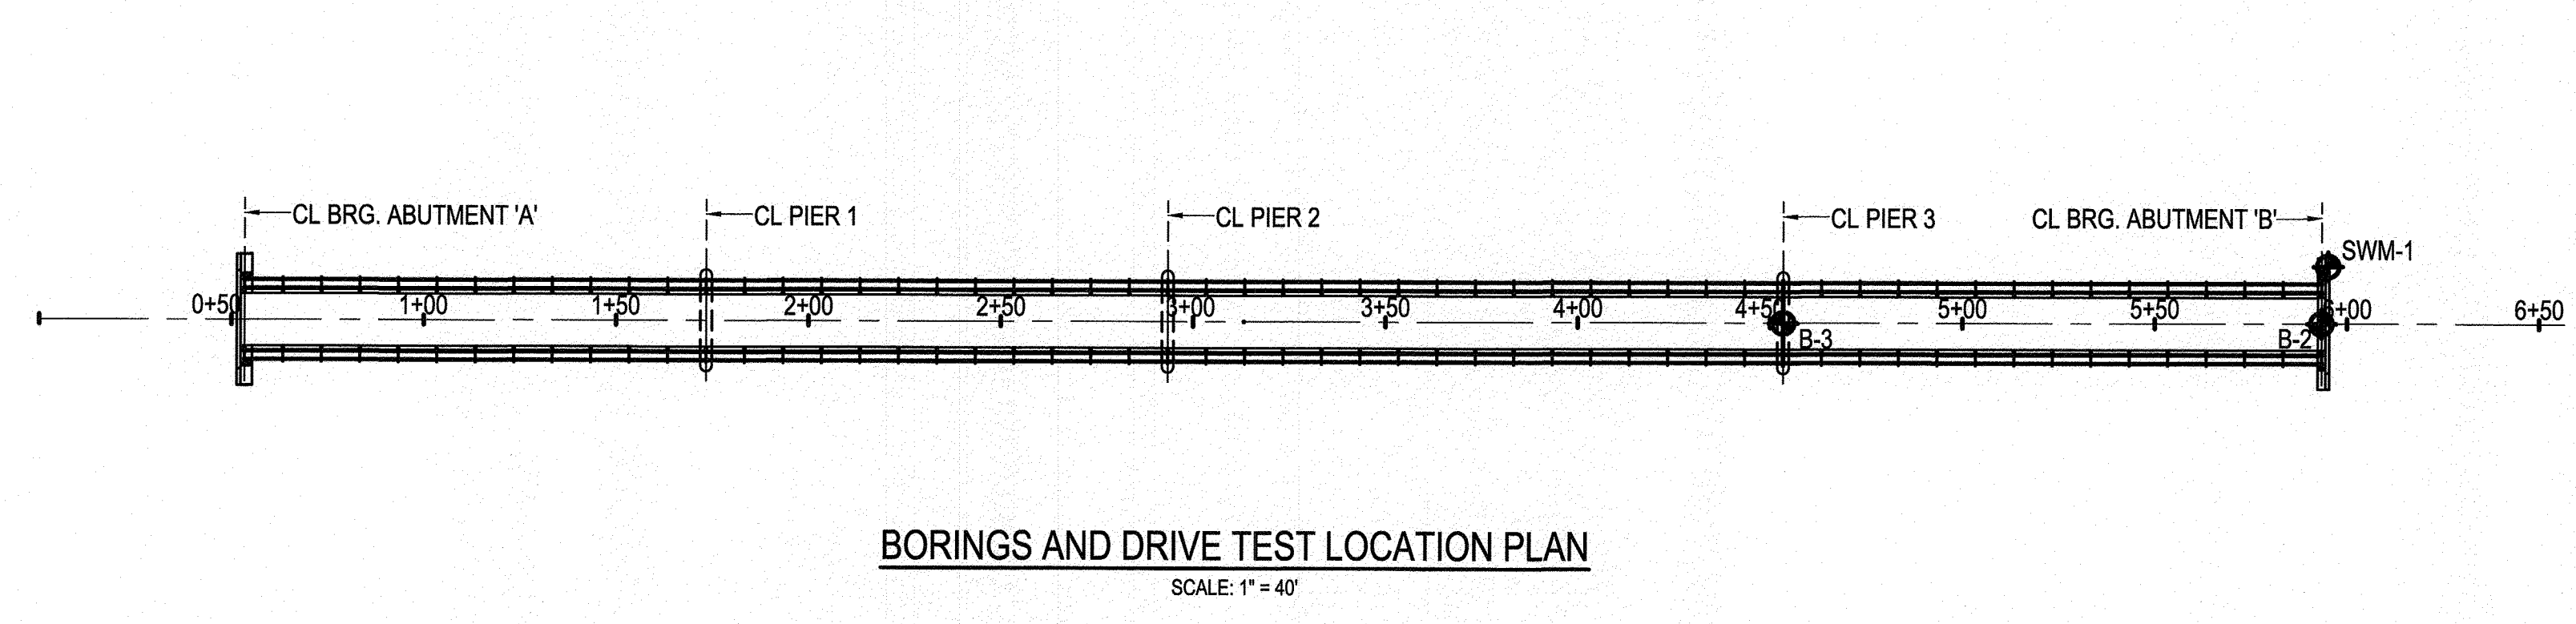 CL BRG. ABUTMENT 'A'
CL PIER 1
CL PIER 2
CL PIER 3
CL BRG. ABUTMENT 'B'
SWM-1
0+50
1+00
1+50
2+00
2+50
3+00
3+50
4+00
4+50
5+00
5+50
6+00
6+50
B-3
B-2
BORINGS AND DRIVE TEST LOCATION PLAN
SCALE: 1" = 40'